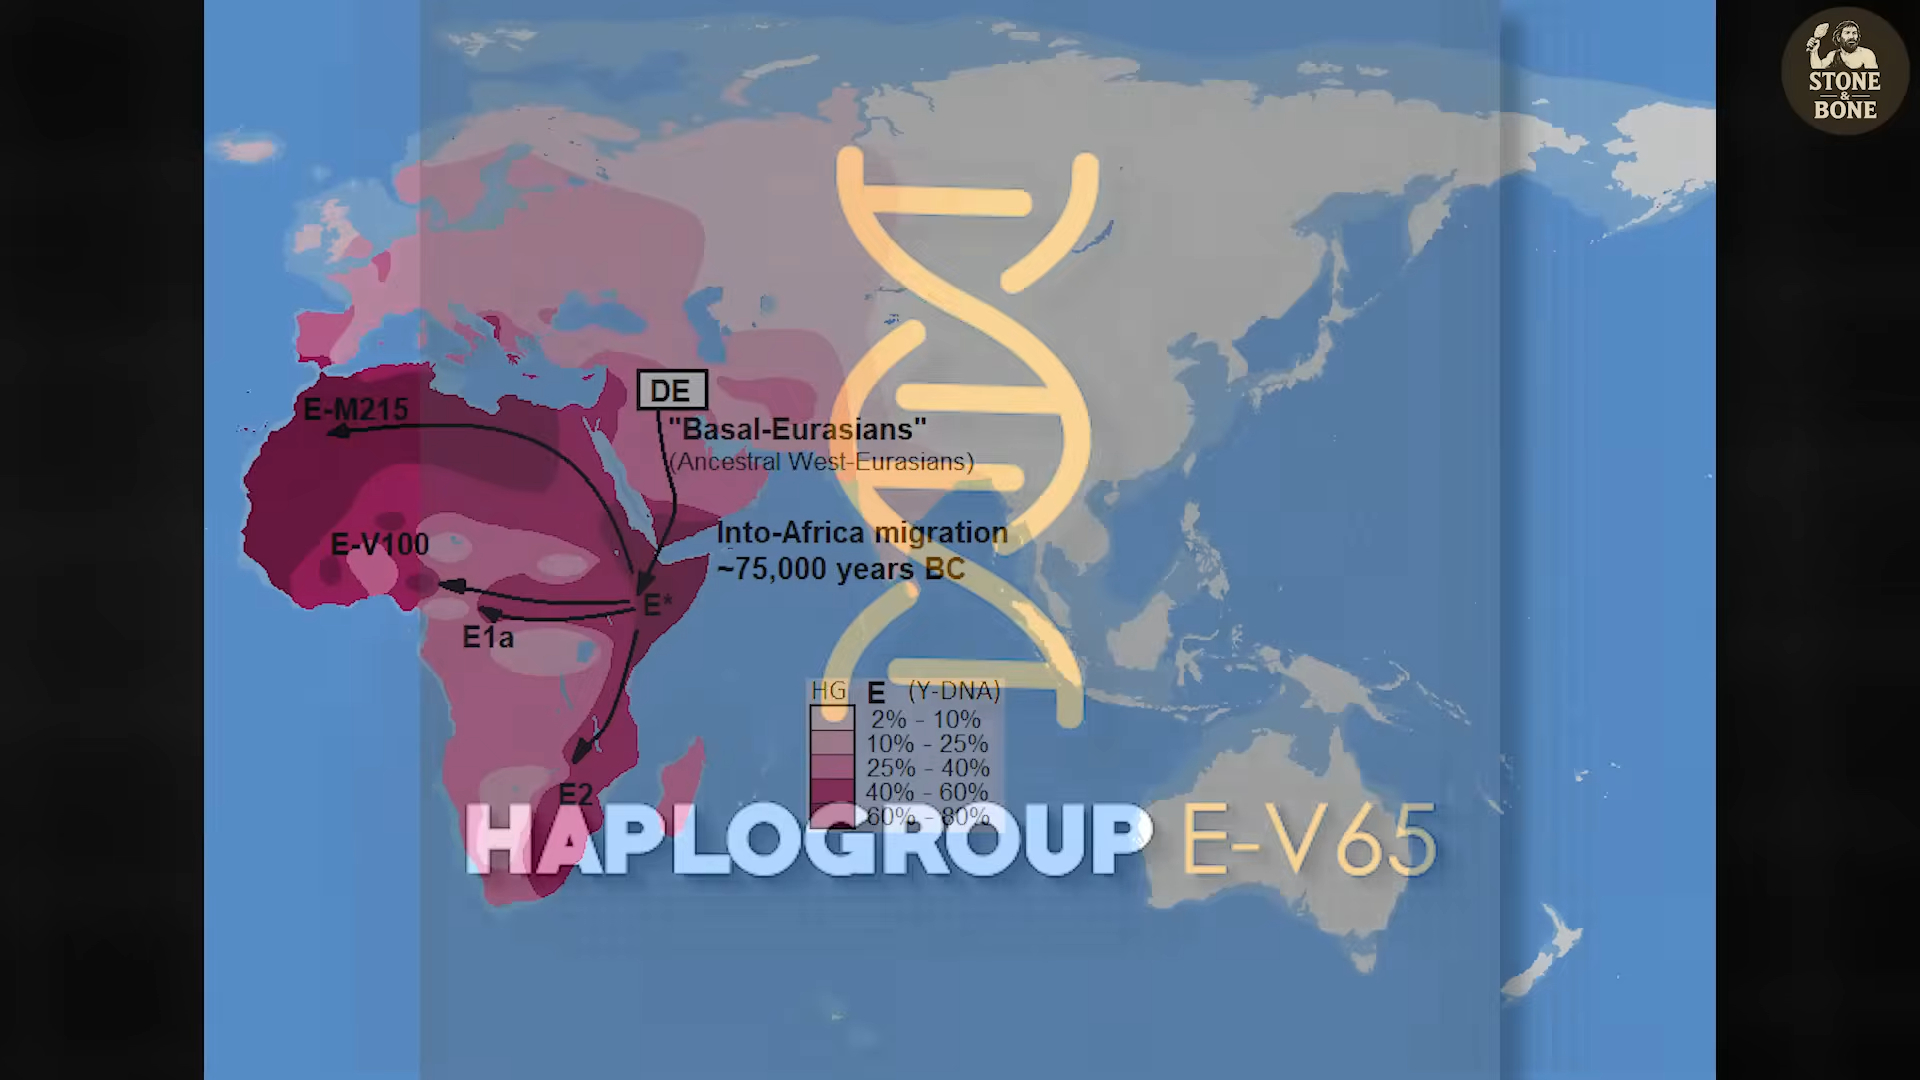 STONE
&
BONE
E-M215
DE
"Basal-Eurasians"
(Ancestral West-Eurasians)
Into-Africa migration
~75,000 years BC
E-V100
E*
E1a
E2
HG E (Y-DNA)
2% - 10%
10% - 25%
25% - 40%
40% - 60%
60% - 80%
HAPLOGROUP E-V65